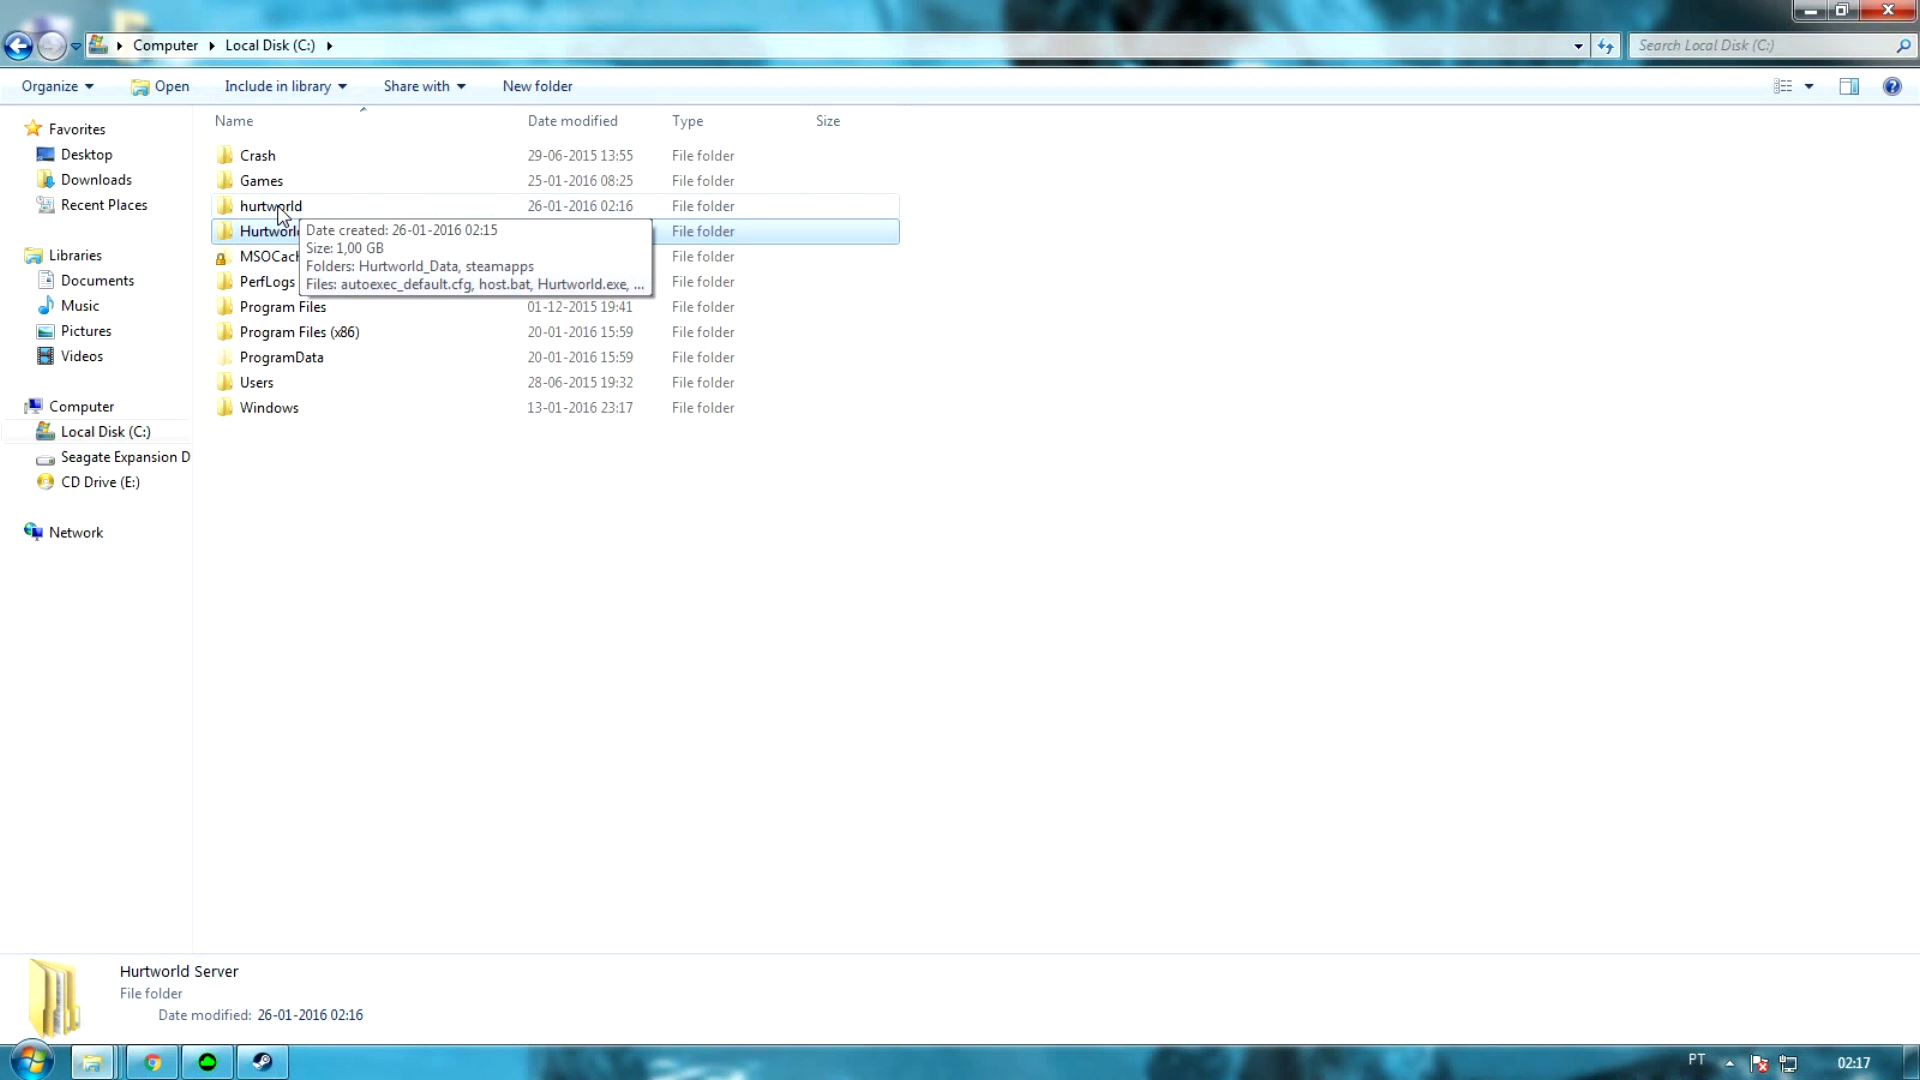 Computer Local Disk (C:) Search Local Disk (C:)
Organize Open Include in library Share with New folder
Name Date modified Type Size
Favorites
Desktop
Downloads
Recent Places
Libraries
Documents
Music
Pictures
Videos
Computer
Local Disk (C:)
Seagate Expansion D
CD Drive (E:)
Network
Crash 29-06-2015 13:55 File folder
Games 25-01-2016 08:25 File folder
hurtworld 26-01-2016 02:16 File folder
Hurtworld File folder
MSOCach File folder
PerfLogs File folder
Program Files 01-12-2015 19:41 File folder
Program Files (x86) 20-01-2016 15:59 File folder
ProgramData 20-01-2016 15:59 File folder
Users 28-06-2015 19:32 File folder
Windows 13-01-2016 23:17 File folder
Date created: 26-01-2016 02:15
Size: 1,00 GB
Folders: Hurtworld_Data, steamapps
Files: autoexec_default.cfg, host.bat, Hurtworld.exe, ...
Hurtworld Server
File folder
Date modified: 26-01-2016 02:16
PT 02:17